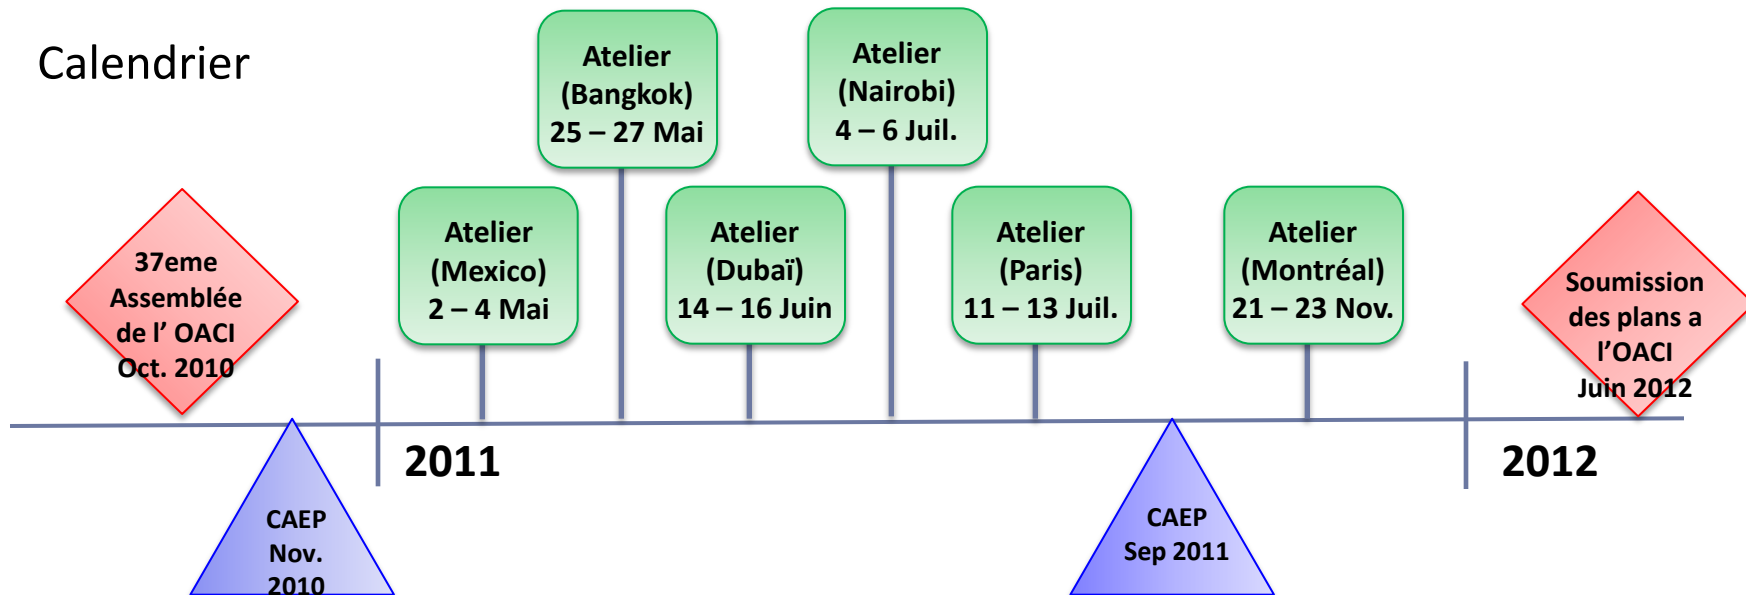 Calendrier
37eme
Assemblée
de l’ OACI
Oct. 2010
CAEP
Nov.
2010
2011
Atelier
(Mexico)
2 – 4 Mai
Atelier
(Bangkok)
25 – 27 Mai
Atelier
(Dubaï)
14 – 16 Juin
Atelier
(Nairobi)
4 – 6 Juil.
Atelier
(Paris)
11 – 13 Juil.
CAEP
Sep 2011
Atelier
(Montréal)
21 – 23 Nov.
2012
Soumission
des plans a
l’OACI
Juin 2012